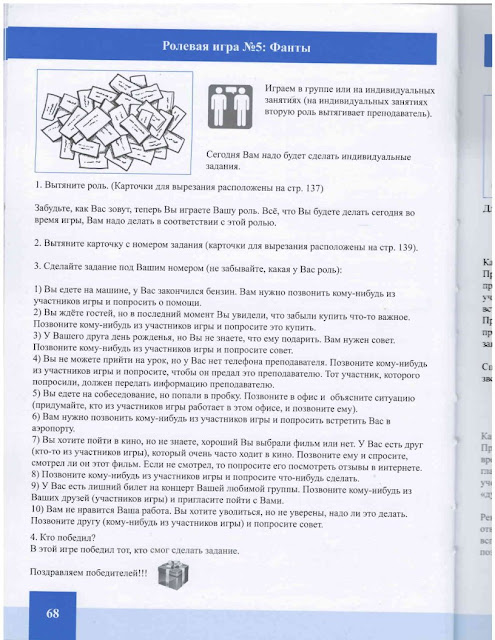 Ролевая игра №5: Фанты
Играем в группе или на индивидуальных
занятиях (на индивидуальных занятиях
вторую роль вытягивает преподаватель).
Сегодня Вам надо будет сделать индивидуальные
задания.
1. Вытяните роль. (Карточки для вырезания расположены на стр. 137)
Забудьте, как Вас зовут, теперь Вы играете Вашу роль. Всё, что Вы будете делать сегодня во
время игры, Вам надо делать в соответствии с этой ролью.
2. Вытяните карточку с номером задания (карточки для вырезания расположены на стр. 139).
3. Сделайте задание под Вашим номером (не забывайте, какая у Вас роль):
1) Вы едете на машине, у Вас закончился бензин. Вам нужно позвонить кому-нибудь из
участников игры и попросить о помощи.
2) Вы ждёте гостей, но в последний момент Вы увидели, что забыли купить что-то важное.
Позвоните кому-нибудь из участников игры и попросите это купить.
3) У Вашего друга день рожденья, но Вы не знаете, что ему подарить. Вам нужен совет.
Позвоните кому-нибудь из участников игры и попросите совет.
4) Вы не можете прийти на урок, но у Вас нет телефона преподавателя. Позвоните кому-нибудь
из участников игры и попросите, чтобы он предал это преподавателю. Тот участник, которого
попросили, должен передать информацию преподавателю.
5) Вы едете на собеседование, но попали в пробку. Позвоните в офис и объясните ситуацию
(придумайте, кто из участников игры работает в этом офисе, и позвоните ему).
6) Вам нужно позвонить кому-нибудь из участников игры и попросить встретить Вас в
аэропорту.
7) Вы хотите пойти в кино, но не знаете, хороший Вы выбрали фильм или нет. У Вас есть друг
(кто-то из участников игры), который очень часто ходит в кино. Позвоните ему и спросите,
смотрел ли он этот фильм. Если не смотрел, то попросите его посмотреть отзывы в интернете.
8) Позвоните кому-нибудь из участников игры и попросите что-нибудь сделать.
9) У Вас есть лишний билет на концерт Вашей любимой группы. Позвоните кому-нибудь из
Ваших друзей (участников игры) и пригласите пойти с Вами.
10) Вам не нравится Ваша работа. Вы хотите уволиться, но не уверены, надо ли это делать.
Позвоните другу (кому-нибудь из участников игры) и попросите совет.
4. Кто победил?
В этой игре победил тот, кто смог сделать задание.
Поздравляем победителей!!!
68